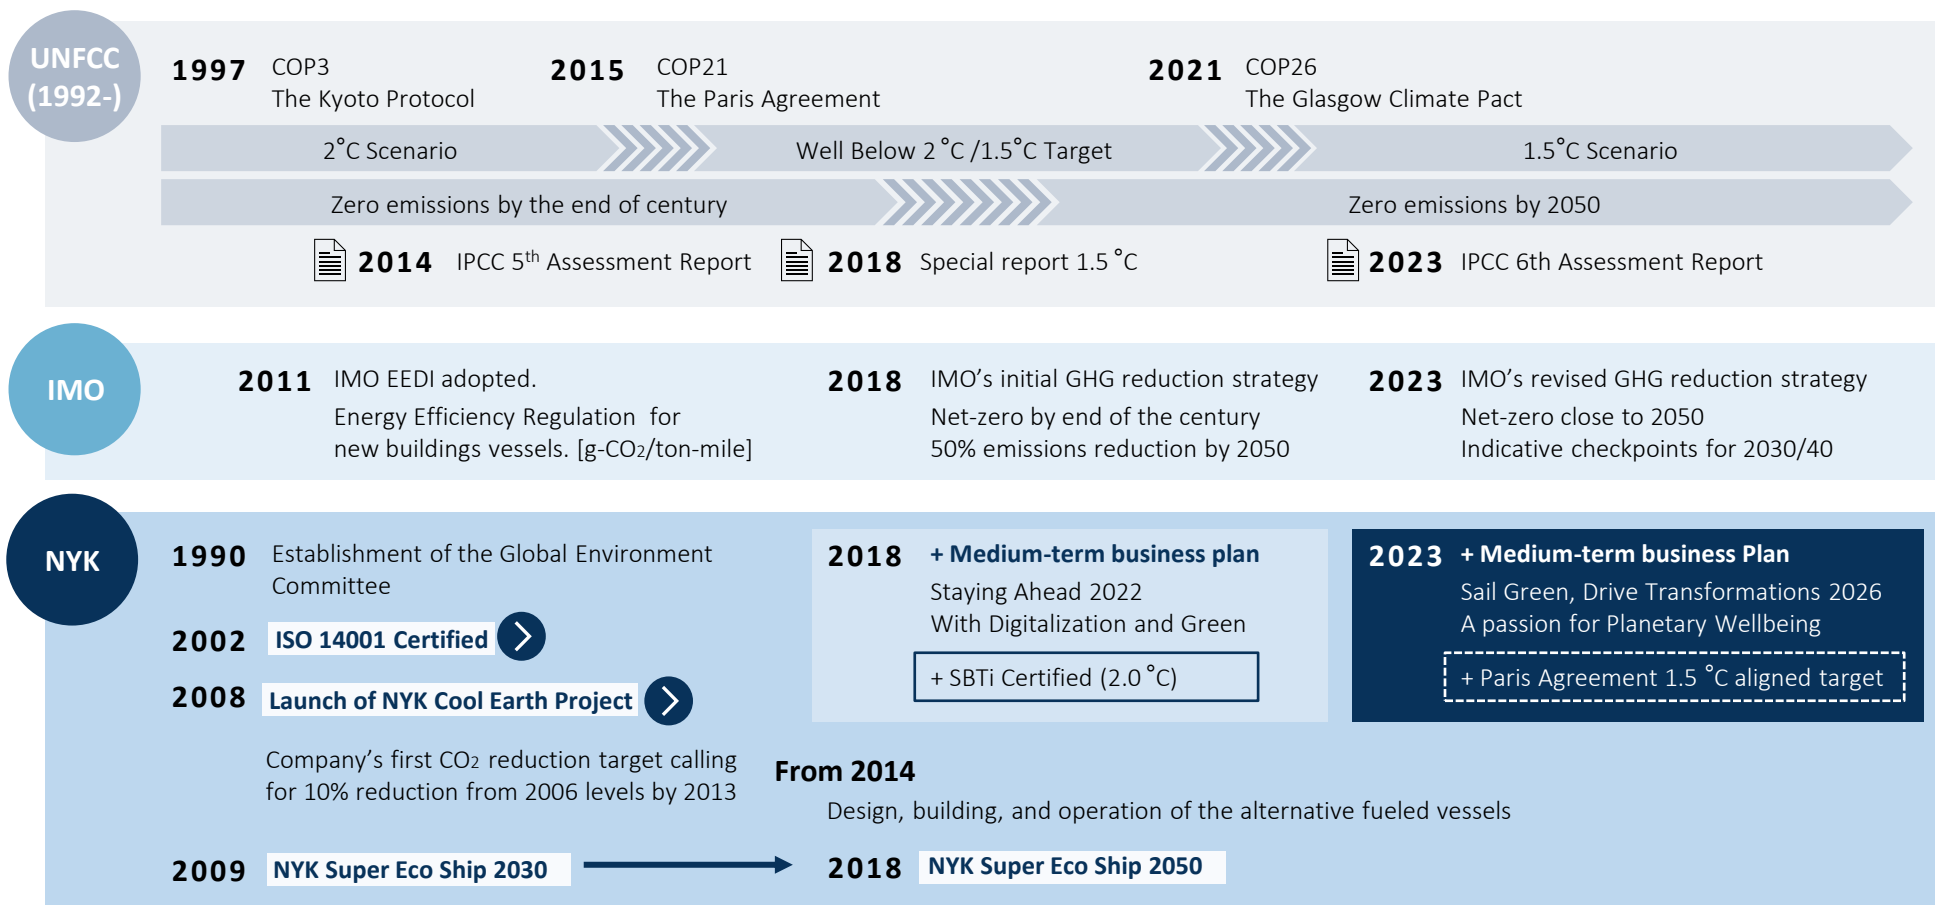 UNFCC
(1992-)
1997 COP3
The Kyoto Protocol
2015 COP21
The Paris Agreement
2021 COP26
The Glasgow Climate Pact
2°C Scenario
Well Below 2 °C /1.5°C Target
1.5°C Scenario
Zero emissions by the end of century
Zero emissions by 2050
2014 IPCC 5th Assessment Report
2018 Special report 1.5 °C
2023 IPCC 6th Assessment Report
IMO
2011 IMO EEDI adopted.
Energy Efficiency Regulation for
new buildings vessels. [g-CO2/ton-mile]
2018 IMO’s initial GHG reduction strategy
Net-zero by end of the century
50% emissions reduction by 2050
2023 IMO’s revised GHG reduction strategy
Net-zero close to 2050
Indicative checkpoints for 2030/40
NYK
1990 Establishment of the Global Environment
Committee
2002 ISO 14001 Certified
2008 Launch of NYK Cool Earth Project
Company’s first CO2 reduction target calling
for 10% reduction from 2006 levels by 2013
2009 NYK Super Eco Ship 2030
2018 + Medium-term business plan
Staying Ahead 2022
With Digitalization and Green
+ SBTi Certified (2.0 °C)
2023 + Medium-term business Plan
Sail Green, Drive Transformations 2026
A passion for Planetary Wellbeing
+ Paris Agreement 1.5 °C aligned target
From 2014
Design, building, and operation of the alternative fueled vessels
2018 NYK Super Eco Ship 2050